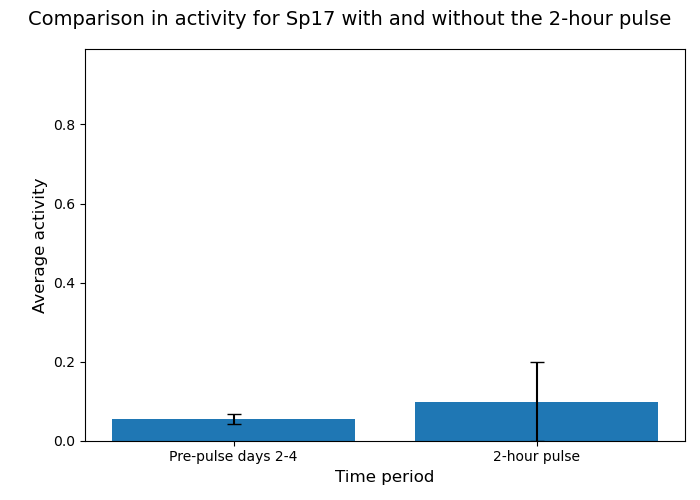 Comparison in activity for Sp17 with and without the 2-hour pulse
Average activity
0.8
0.6
0.4
0.2
0.0
Pre-pulse days 2-4
2-hour pulse
Time period